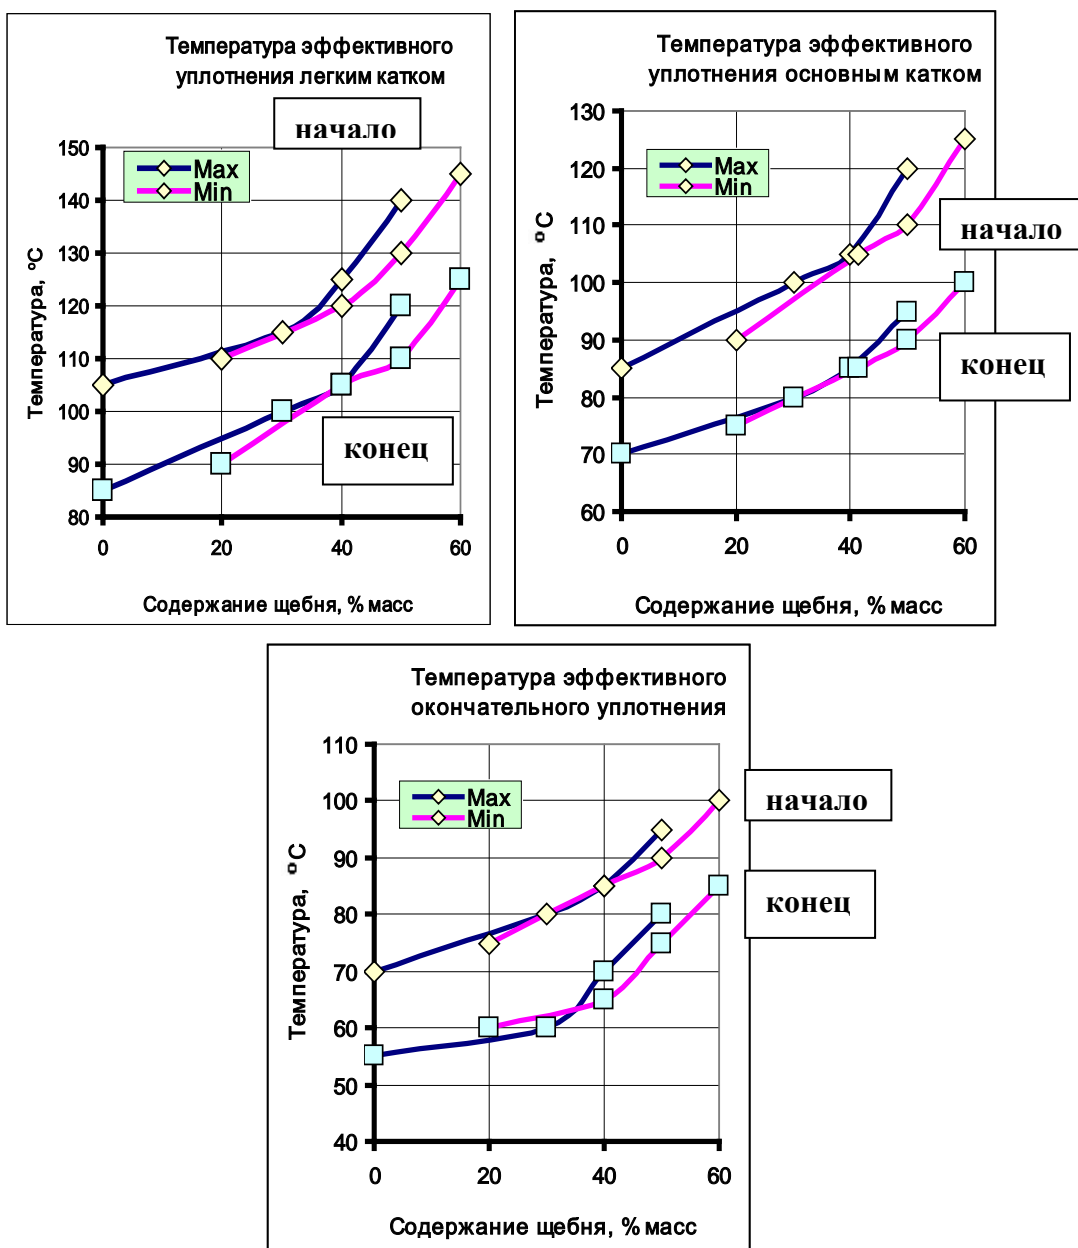 Температура эффективного
уплотнения легким катком
начало
150
140
130
120
110
100
90
80
Max
Min
Температура, ºC
конец
0 20 40 60
Содержание щебня, % масс
Температура эффективного
уплотнения основным катком
130
120
110
100
90
80
70
60
Max
Min
начало
Температура, ºC
конец
0 20 40 60
Содержание щебня, % масс
Температура эффективного
окончательного уплотнения
110
100
90
80
70
60
50
40
Max
Min
начало
Температура, ºC
конец
0 20 40 60
Содержание щебня, % масс